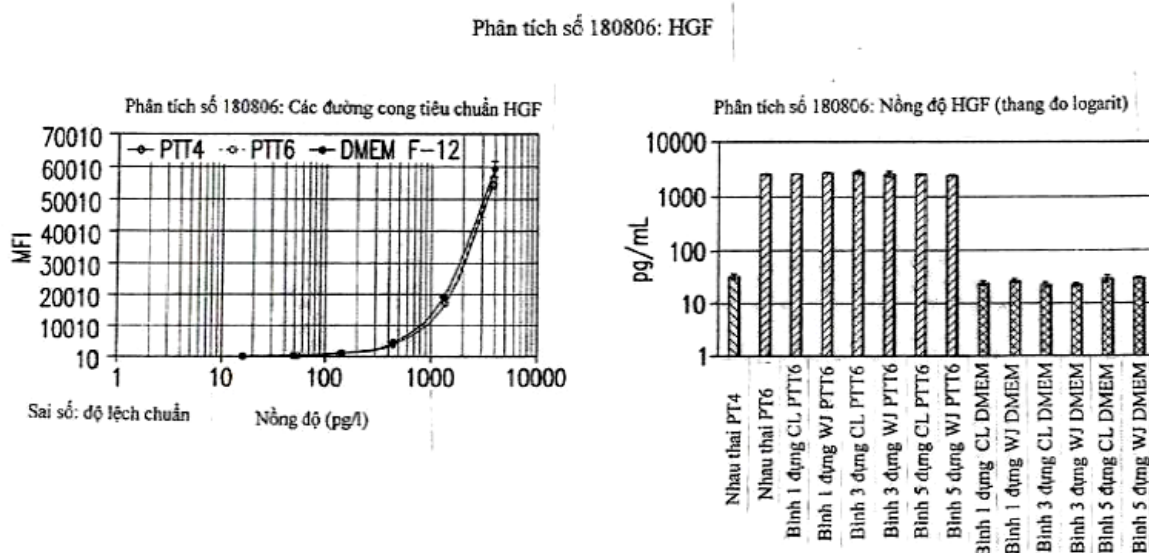 Phân tích số 180806: HGF
Phân tích số 180806: Các đường cong tiêu chuẩn HGF
70010
60010
50010
40010
30010
20010
10010
10
MFI
PTT4 PTT6 DMEM F-12
1 10 100 1000 10000
Sai số: độ lệch chuẩn
Nồng độ (pg/l)
Phân tích số 180806: Nồng độ HGF (thang đo logarit)
10000
1000
100
10
1
pg/mL
Nhau thai PT4
Nhau thai PT6
Bình 1 đựng CL PTT6
Bình 1 đựng WJ PTT6
Bình 3 đựng CL PTT6
Bình 3 đựng WJ PTT6
Bình 5 đựng CL PTT6
Bình 5 đựng WJ PTT6
Bình 1 đựng CL DMEM
Bình 1 đựng WJ DMEM
Bình 3 đựng CL DMEM
Bình 3 đựng WJ DMEM
Bình 5 đựng CL DMEM
Bình 5 đựng WJ DMEM